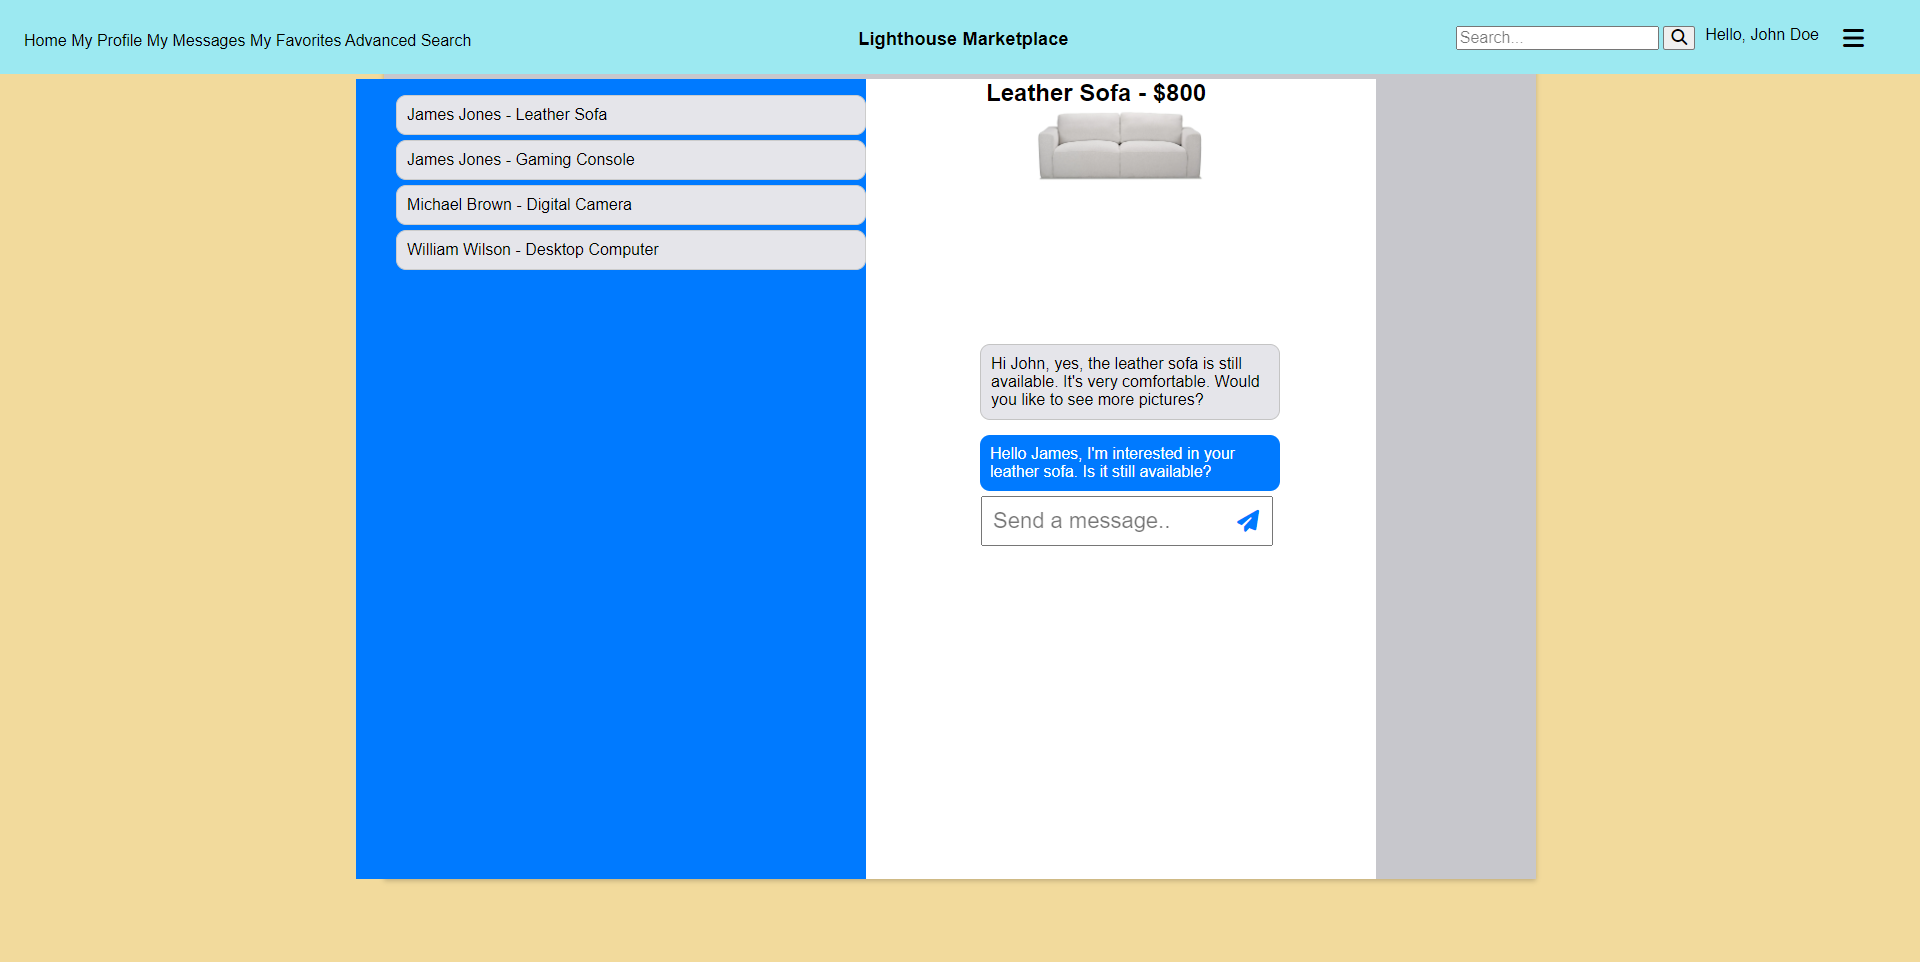 Home My Profile My Messages My Favorites Advanced Search
Lighthouse Marketplace
Search...
Hello, John Doe
James Jones - Leather Sofa
James Jones - Gaming Console
Michael Brown - Digital Camera
William Wilson - Desktop Computer
Leather Sofa - $800
Hi John, yes, the leather sofa is still
available. It's very comfortable. Would
you like to see more pictures?
Hello James, I'm interested in your
leather sofa. Is it still available?
Send a message..